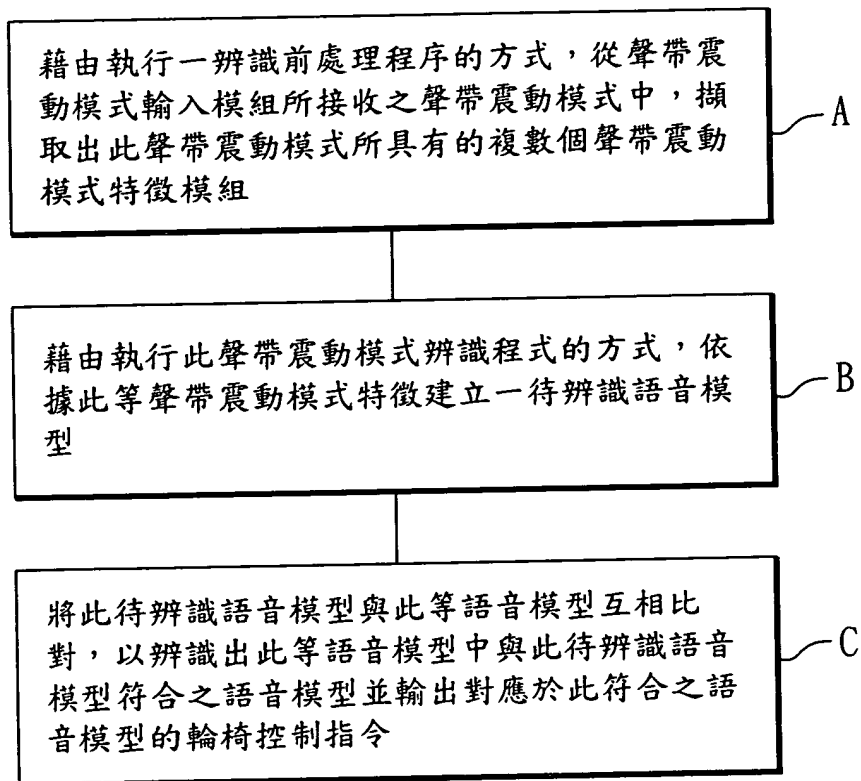 藉由執行一辨識前處理程序的方式，從聲帶震
動模式輸入模組所接收之聲帶震動模式中，擷
取出此聲帶震動模式所具有的複數個聲帶震動
模式特徵模組
A
藉由執行此聲帶震動模式辨識程式的方式，依
據此等聲帶震動模式特徵建立一待辨識語音模
型
B
將此待辨識語音模型與此等語音模型互相比
對，以辨識出此等語音模型中與此待辨識語音
模型符合之語音模型並輸出對應於此符合之語
音模型的輪椅控制指令
C